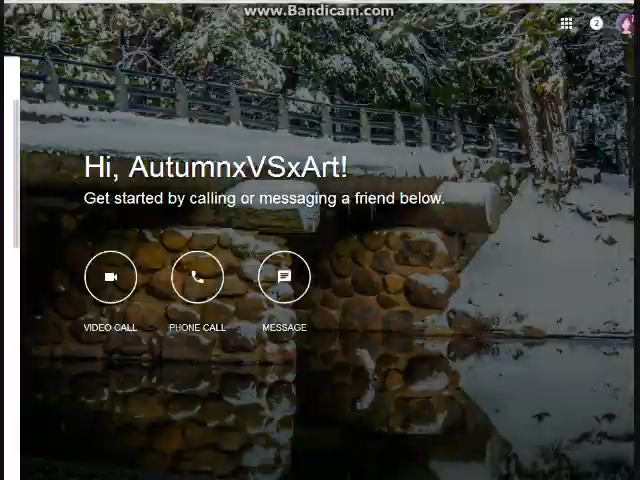 www.Bandicam.com
2
Hi, AutumnxVSxArt!
Get started by calling or messaging a friend below.
VIDEO CALL
PHONE CALL
MESSAGE